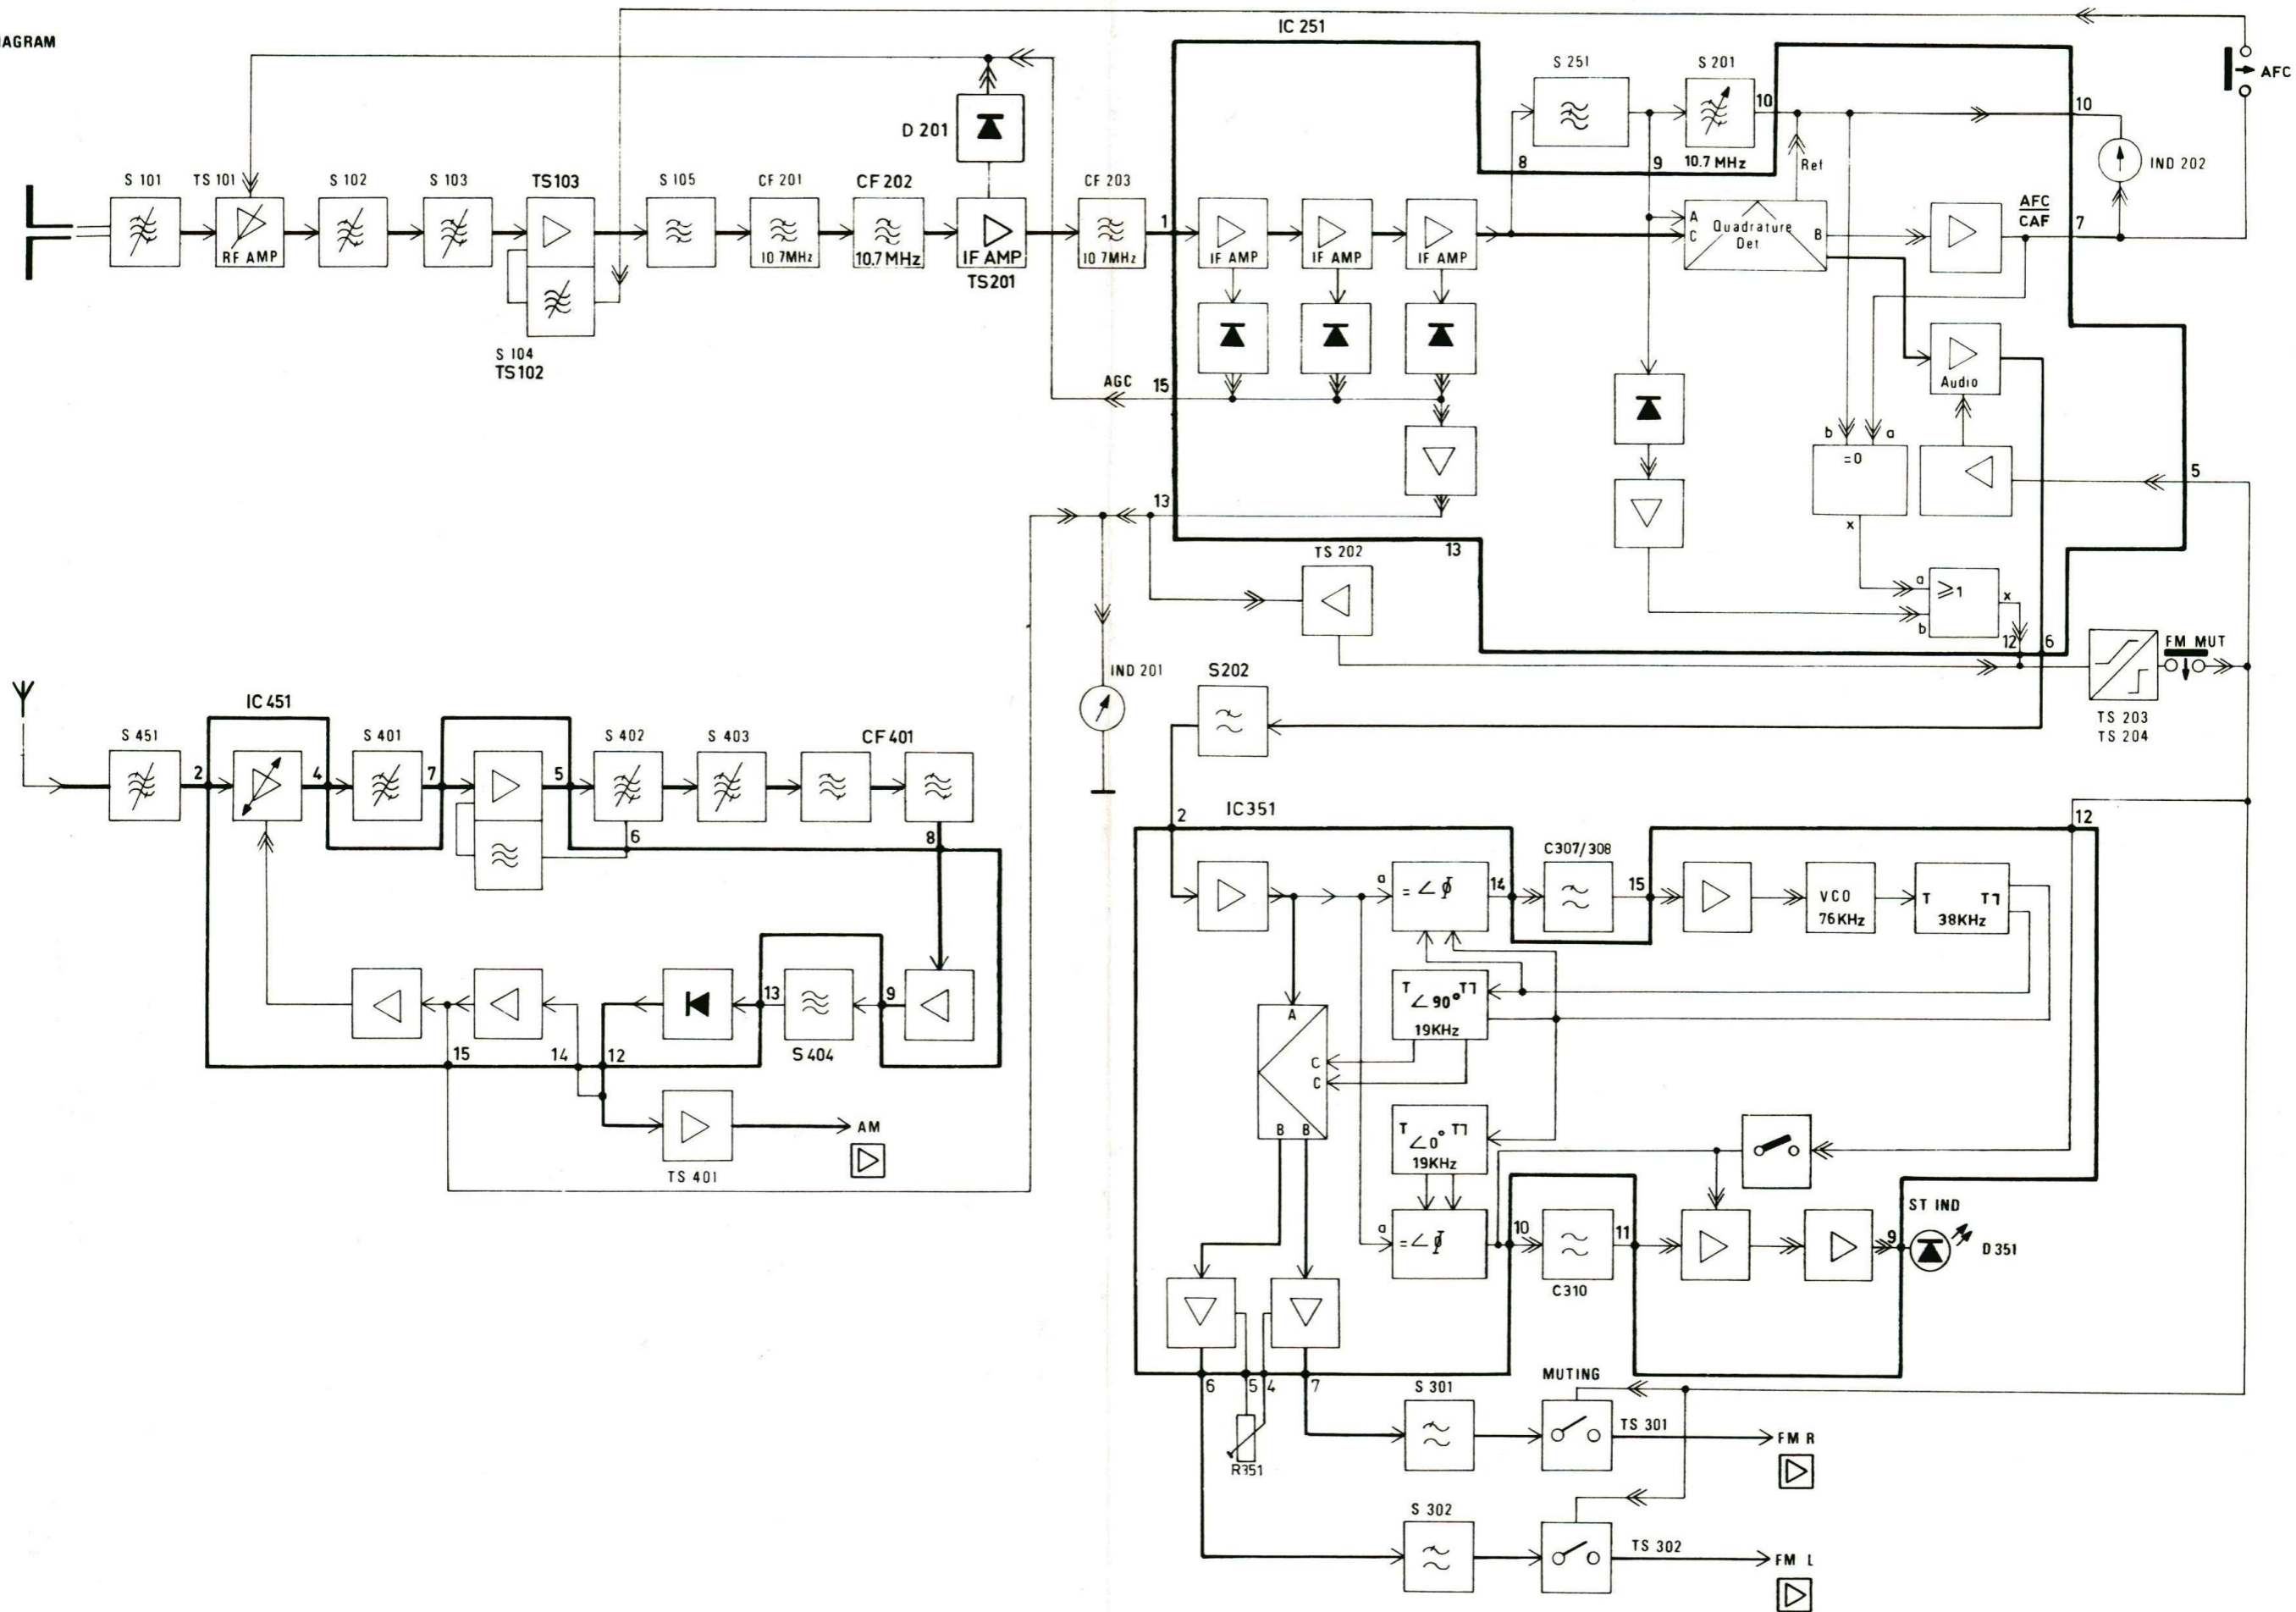 IC 251
S 251
S 201
AFC
10
10
D 201
8
9
10.7 MHz
Ref
IND 202
S 101
TS 101
S 102
S 103
TS103
S 105
CF 201
CF 202
CF 203
1
A
C
Quadrature
Det
B
AFC
CAF
7
RF AMP
10 7MHz
10.7 MHz
IF AMP
TS201
10 7MHz
IF AMP
IF AMP
IF AMP
S 104
TS102
AGC
15
Audio
b
a
=0
5
13
x
13
TS 202
a
≥1
x
b
12
6
FM MUT
IND 201
S202
TS 203
TS 204
IC 451
S 451
2
4
S 401
7
5
S 402
S 403
CF 401
6
8
IC351
2
12
C307/308
a
= ∠ Φ
14
15
VCO
76KHz
T
T˥
38KHz
13
9
T
∠ 90°
T˥
19KHz
A
S 404
15
14
12
C
C
AM
TS 401
B
B
T
∠0°
T˥
19KHz
ST IND
a
=∠ Φ
10
11
9
D 351
C310
6
5
4
7
MUTING
S 301
TS 301
FM R
R351
S 302
TS 302
FM L